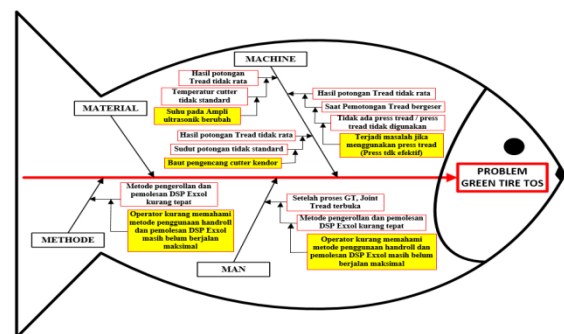 MACHINE
Hasil potongan Tread tidak rata
Temperatur cutter
tidak standard
Suhu pada Ampli
ultrasonik berubah
MATERIAL
Hasil potongan Tread tidak rata
Saat Pemotongan Tread bergeser
Tidak ada press tread / press
tread tidak digunakan
Terjadi masalah jika
menggunakan press tread
(Press tdk efektif)
Hasil potongan Tread tidak rata
Sudut potongan tidak standard
Baut pengencang cutter kendor
PROBLEM
GREEN TIRE TOS
Metode pengerollan dan
pemolesan DSP Exxol
kurang tepat
Operator kurang memahami
metode penggunaan handroll
dan pemolesan DSP Exxol
masih belum berjalan
maksimal
METHODE
Setelah proses GT, Joint
Tread terbuka
Metode pengerollan dan pemolesan
DSP Exxol kurang tepat
Operator kurang memahami
metode penggunaan handroll dan
pemolesan DSP Exxol masih belum
berjalan maksimal
MAN